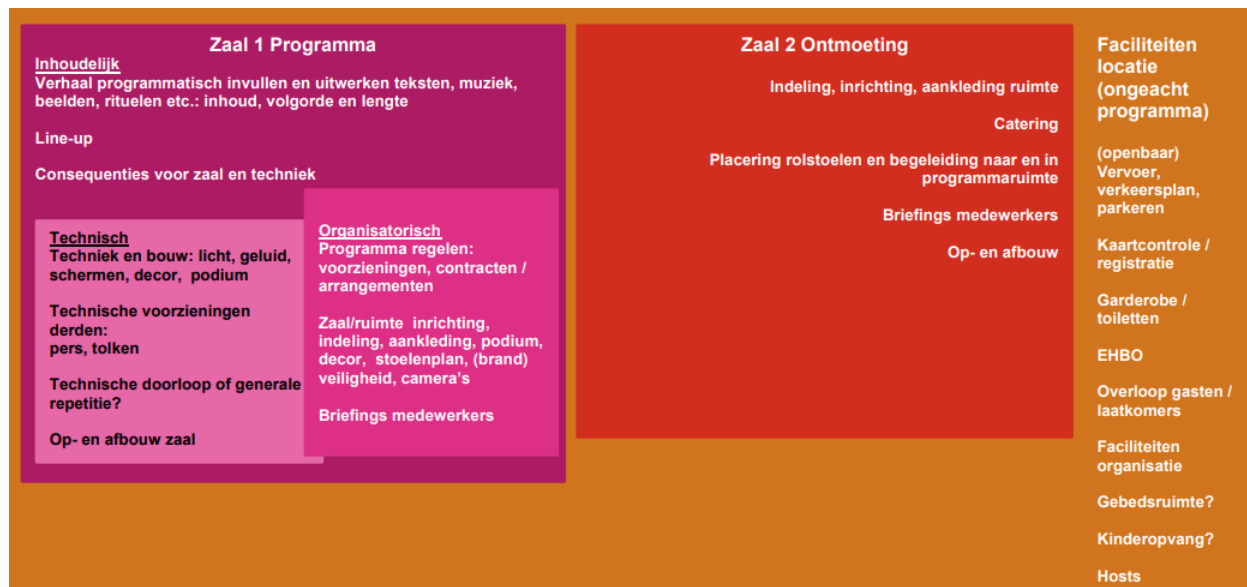 Zaal 1 Programma
Inhoudelijk
Verhaal programmatisch invullen en uitwerken teksten, muziek,
beelden, rituelen etc.: inhoud, volgorde en lengte
Line-up
Consequenties voor zaal en techniek
Technisch
Techniek en bouw: licht, geluid,
schermen, decor, podium
Technische voorzieningen
derden:
pers, tolken
Technische doorloop of generale
repetitie?
Op- en afbouw zaal
Organisatorisch
Programma regelen:
voorzieningen, contracten /
arrangementen
Zaal/ruimte inrichting,
indeling, aankleding, podium,
decor, stoelenplan, (brand)
veiligheid, camera's
Briefings medewerkers
Zaal 2 Ontmoeting
Indeling, inrichting, aankleding ruimte
Catering
Placering rolstoelen en begeleiding naar en in
programmaruimte
Briefings medewerkers
Op- en afbouw
Faciliteiten
locatie
(ongeacht
programma)
(openbaar)
Vervoer,
verkeersplan,
parkeren
Kaartcontrole /
registratie
Garderobe /
toiletten
EHBO
Overloop gasten /
laatkomers
Faciliteiten
organisatie
Gebedsruimte?
Kinderopvang?
Hosts